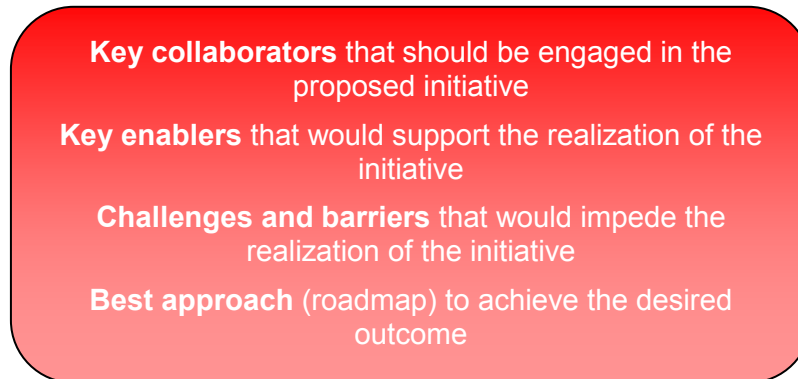 Key collaborators that should be engaged in the
proposed initiative
Key enablers that would support the realization of the
initiative
Challenges and barriers that would impede the
realization of the initiative
Best approach (roadmap) to achieve the desired
outcome